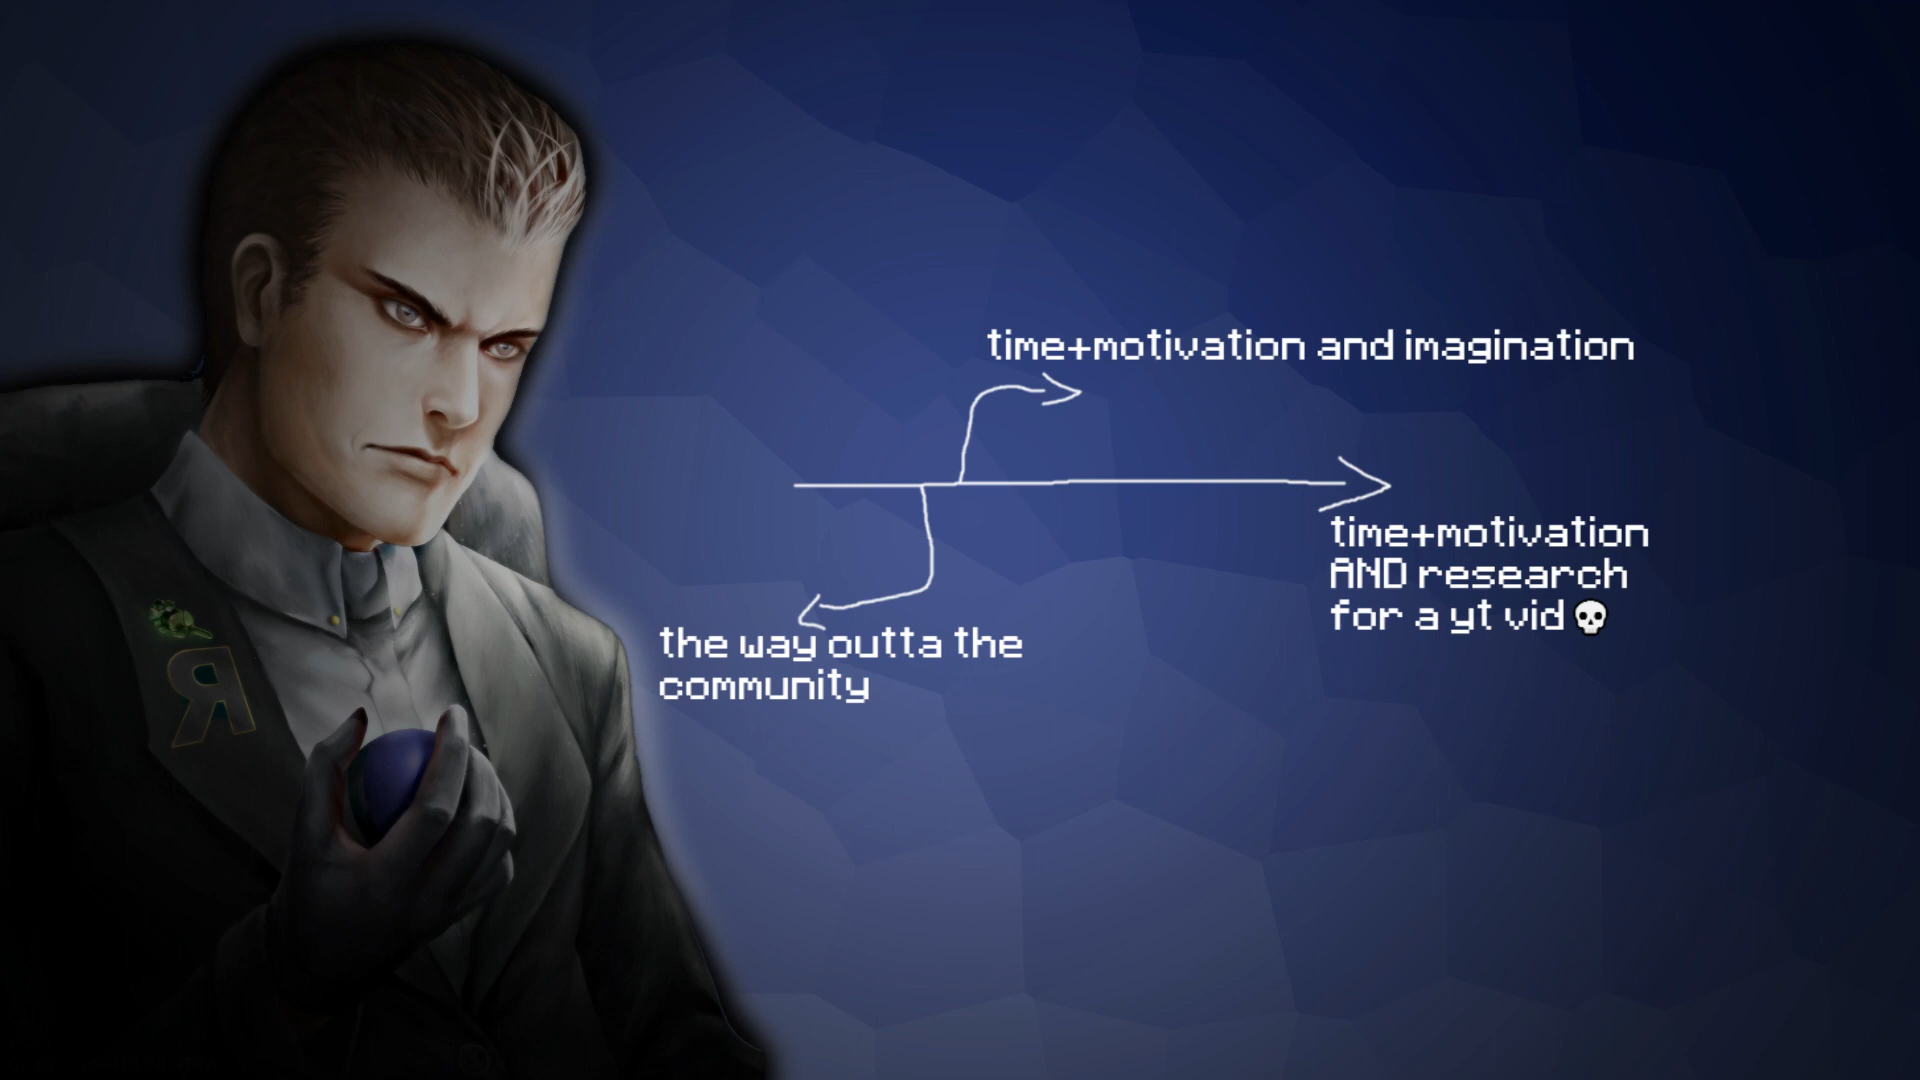 time+motivation and imagination
time+motivation
AND research
for a yt vid 💀
the way outta the
community
R